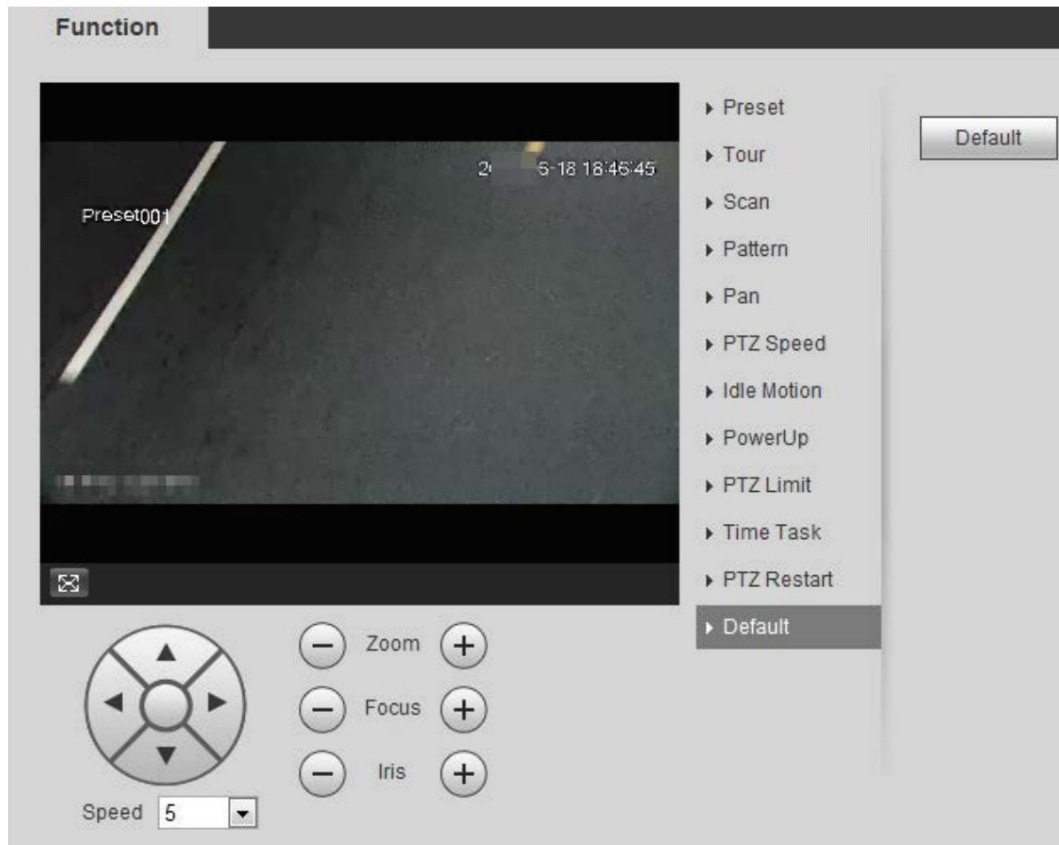 Function
5-18 18:46:45
Preset001
Preset
Tour
Scan
Pattern
Pan
PTZ Speed
Idle Motion
PowerUp
PTZ Limit
Time Task
PTZ Restart
Default
Default
Zoom
Focus
Iris
Speed 5